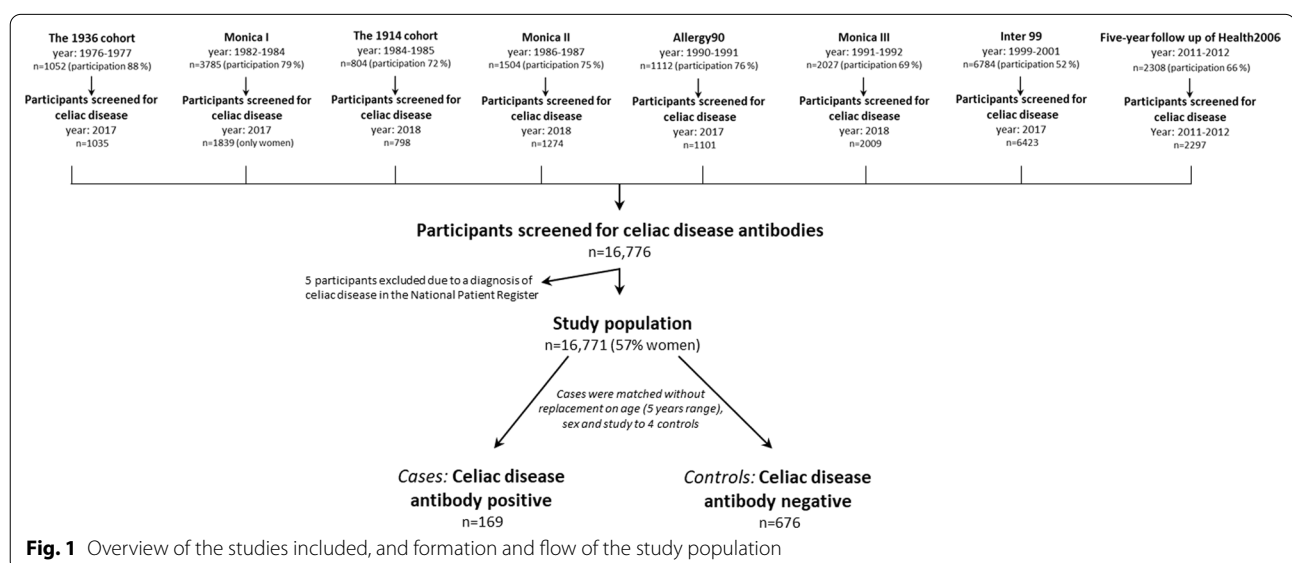 The 1936 cohort
year: 1976-1977
n=1052 (participation 88 %)
Participants screened for
celiac disease
year: 2017
n=1035
Monica I
year: 1982-1984
n=3785 (participation 79 %)
Participants screened for
celiac disease
year: 2017
n=1839 (only women)
The 1914 cohort
year: 1984-1985
n=804 (participation 72 %)
Participants screened for
celiac disease
year: 2018
n=798
Monica II
year: 1986-1987
n=1504 (participation 75 %)
Participants screened for
celiac disease
year: 2018
n=1274
Allergy90
year: 1990-1991
n=1112 (participation 76 %)
Participants screened for
celiac disease
year: 2017
n=1101
Monica III
year: 1991-1992
n=2027 (participation 69 %)
Participants screened for
celiac disease
year: 2018
n=2009
Inter 99
year: 1999-2001
n=6784 (participation 52 %)
Participants screened for
celiac disease
year: 2017
n=6423
Five-year follow up of Health2006
year: 2011-2012
n=2308 (participation 66 %)
Participants screened for
celiac disease
Year: 2011-2012
n=2297
Participants screened for celiac disease antibodies
n=16,776
5 participants excluded due to a diagnosis of
celiac disease in the National Patient Register
Study population
n=16,771 (57% women)
Cases were matched without
replacement on age (5 years range),
sex and study to 4 controls
Cases: Celiac disease
antibody positive
n=169
Controls: Celiac disease
antibody negative
n=676
Fig. 1 Overview of the studies included, and formation and flow of the study population